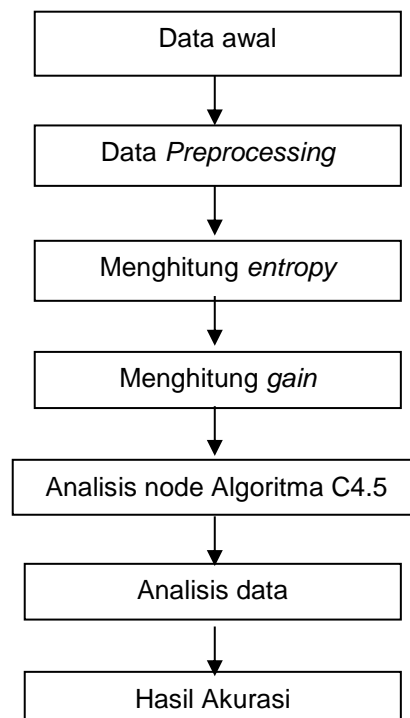 Data awal
Data Preprocessing
Menghitung entropy
Menghitung gain
Analisis node Algoritma C4.5
Analisis data
Hasil Akurasi